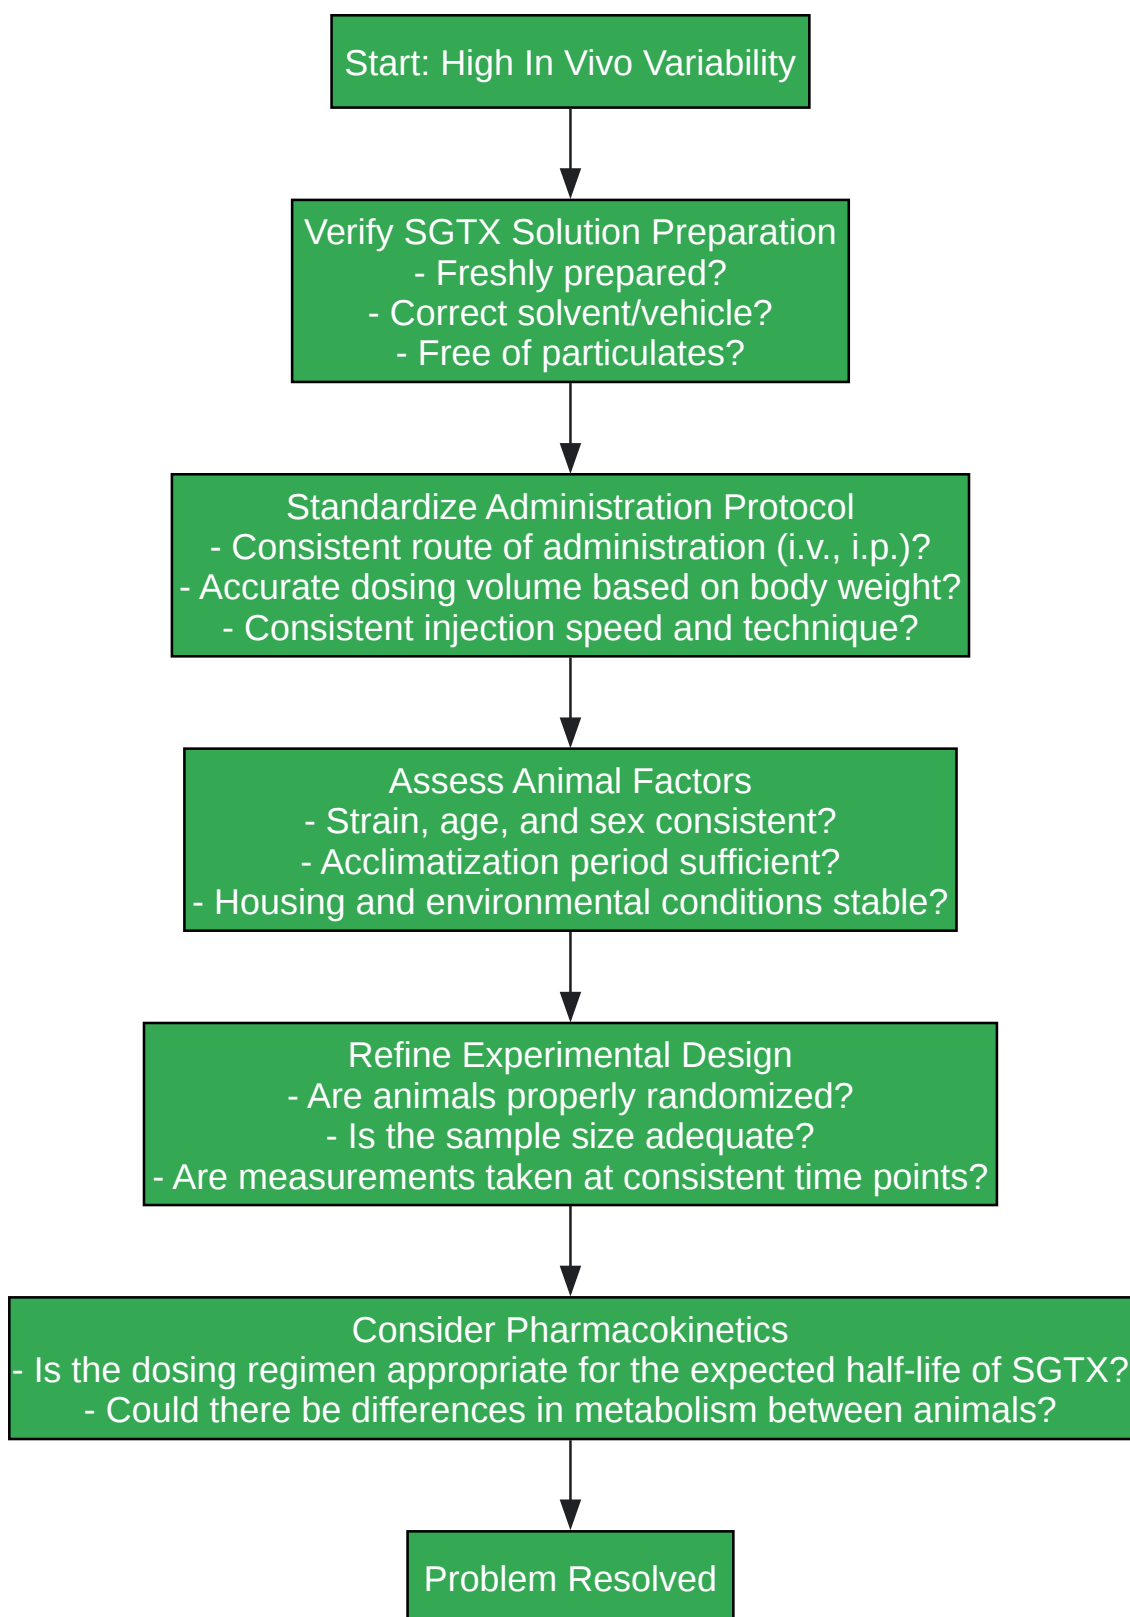 Start: High In Vivo Variability
Verify SGTX Solution Preparation
- Freshly prepared?
- Correct solvent/vehicle?
- Free of particulates?
Standardize Administration Protocol
- Consistent route of administration (i.v., i.p.)?
- Accurate dosing volume based on body weight?
- Consistent injection speed and technique?
Assess Animal Factors
- Strain, age, and sex consistent?
- Acclimatization period sufficient?
- Housing and environmental conditions stable?
Refine Experimental Design
- Are animals properly randomized?
- Is the sample size adequate?
- Are measurements taken at consistent time points?
Consider Pharmacokinetics
- Is the dosing regimen appropriate for the expected half-life of SGTX?
- Could there be differences in metabolism between animals?
Problem Resolved